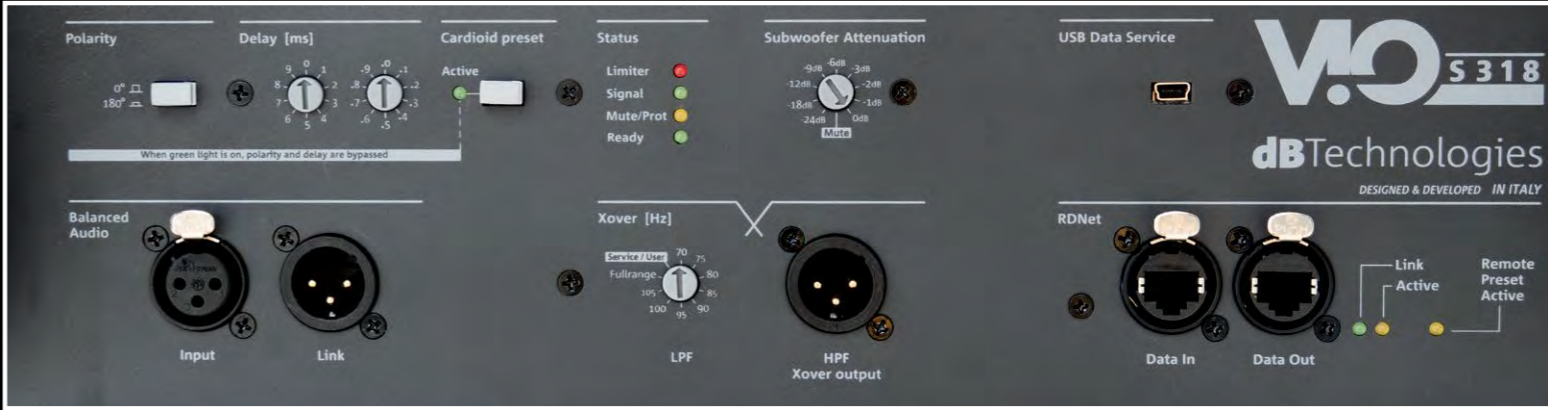 Polarity
Delay [ms]
Cardioid preset
Status
Subwoofer Attenuation
USB Data Service
VIO
S 318
0°
180°
9 0 1
8 2
7 3
6 5 4
.9 .0 .1
.8 .2
.7 .3
.6 .5 .4
Active
Limiter
Signal
Mute/Prot
Ready
-9dB -6dB -3dB
-12dB -2dB
-18dB -1dB
-24dB 0dB
Mute
When green light is on, polarity and delay are bypassed
dBTechnologies
DESIGNED & DEVELOPED IN ITALY
Balanced
Audio
Xover [Hz]
RDNet
Service / User 70 75
Fullrange 80
105 85
100 95 90
Link
Active
Remote
Preset
Active
Input
Link
LPF
HPF
Xover output
Data In
Data Out